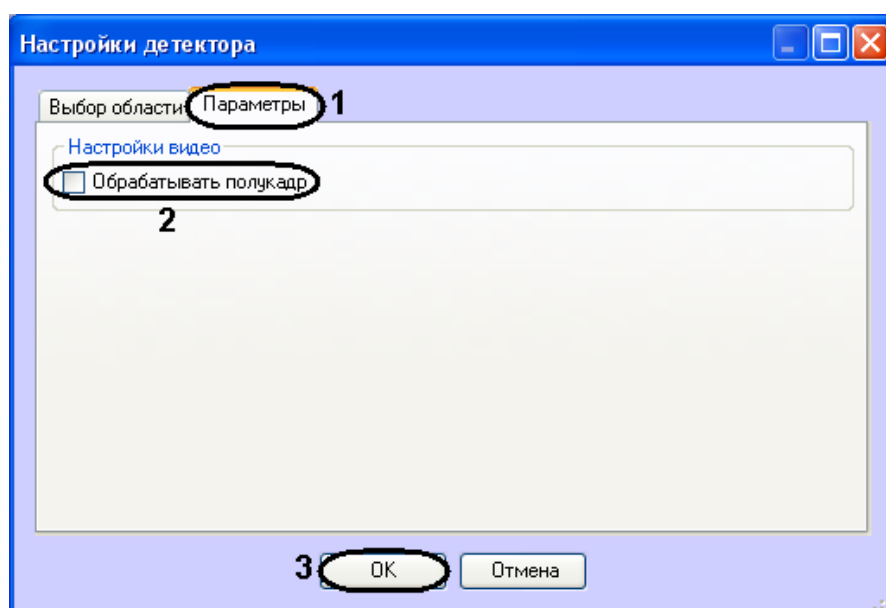 Настройки детектора
Выбор области Параметры 1
Настройки видео
Обрабатывать полукадр
2
3 OK Отмена